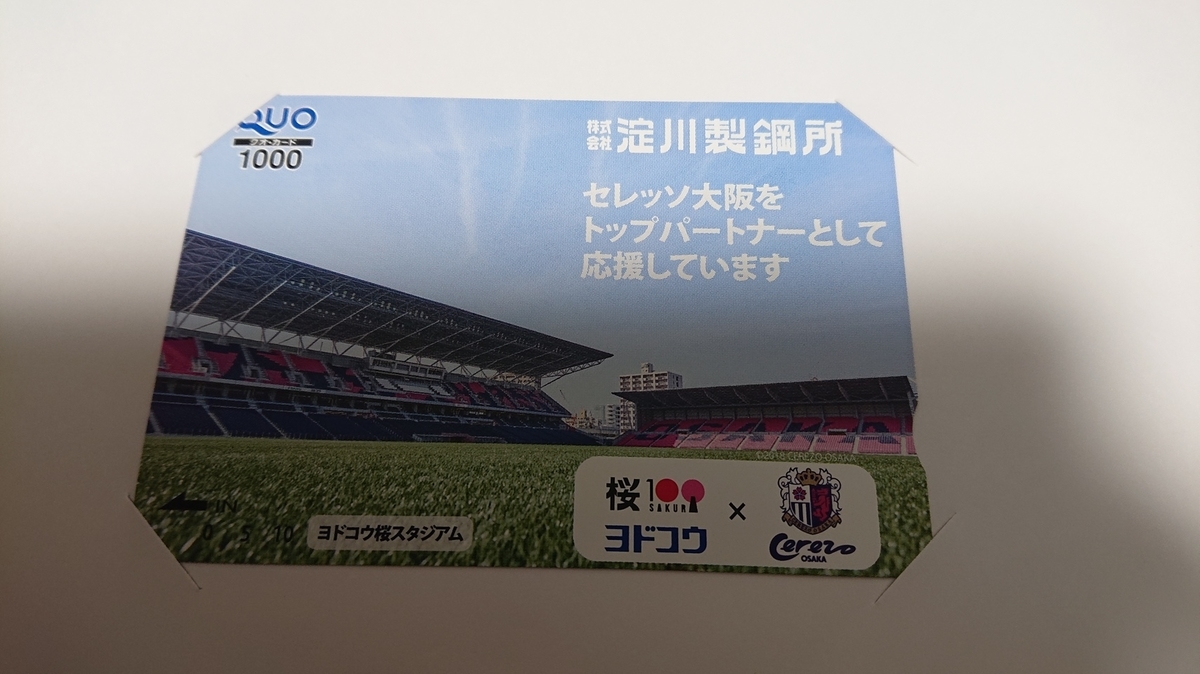 QUO
クオ・カード
1000
株式会社 淀川製鋼所
セレッソ大阪を
トップパートナーとして
応援しています
OSAKA
©2018 CEREZO OSAKA
IN
0 5 10
ヨドコウ桜スタジアム
桜100
SAKURA
ヨドコウ
×
Cerezo
OSAKA